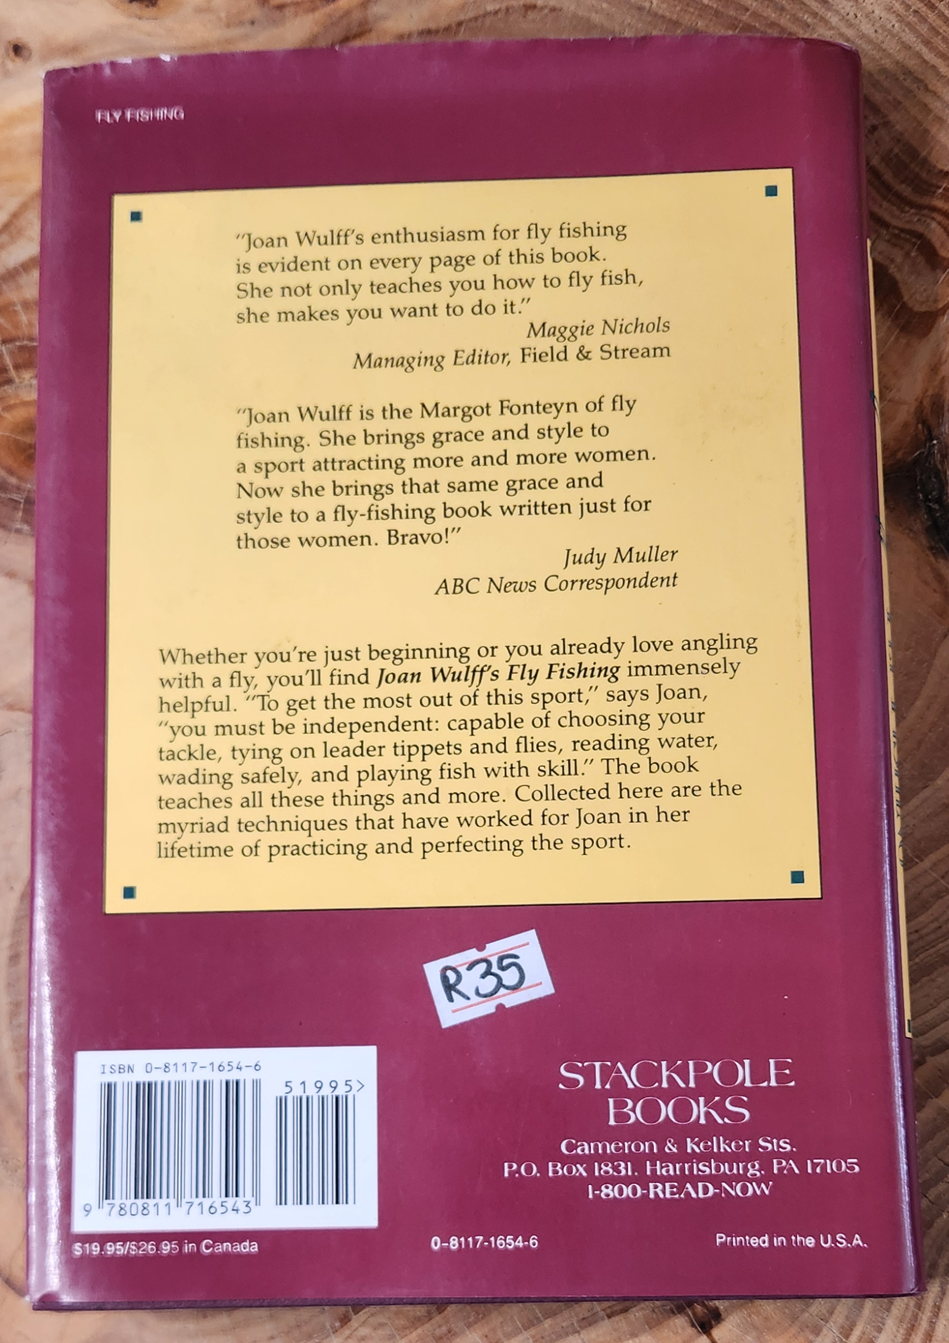 FLY FISHING
"Joan Wulff's enthusiasm for fly fishing
is evident on every page of this book.
She not only teaches you how to fly fish,
she makes you want to do it."
Maggie Nichols
Managing Editor, Field & Stream
"Joan Wulff is the Margot Fonteyn of fly
fishing. She brings grace and style to
a sport attracting more and more women.
Now she brings that same grace and
style to a fly-fishing book written just for
those women. Bravo!"
Judy Muller
ABC News Correspondent
Whether you're just beginning or you already love angling
with a fly, you'll find Joan Wulff's Fly Fishing immensely
helpful. "To get the most out of this sport," says Joan,
"you must be independent: capable of choosing your
tackle, tying on leader tippets and flies, reading water,
wading safely, and playing fish with skill." The book
teaches all these things and more. Collected here are the
myriad techniques that have worked for Joan in her
lifetime of practicing and perfecting the sport.
R35
ISBN 0-8117-1654-6
51995>
9 780811 716543
$19.95/$26.95 in Canada
STACKPOLE
BOOKS
Cameron & Kelker Sts.
P.O. Box 1831, Harrisburg, PA 17105
1-800-READ-NOW
0-8117-1654-6
Printed in the U.S.A.